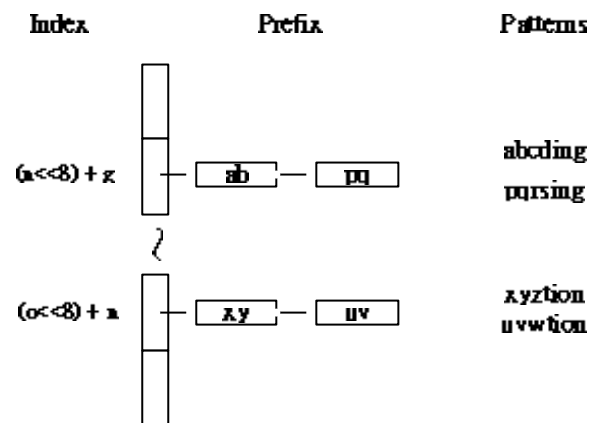 Index Prefix Patterns
abcding
(n<<8) + g ab pq
pqrsing
xyztion
(o<<8) + n xy uv
uvwtion